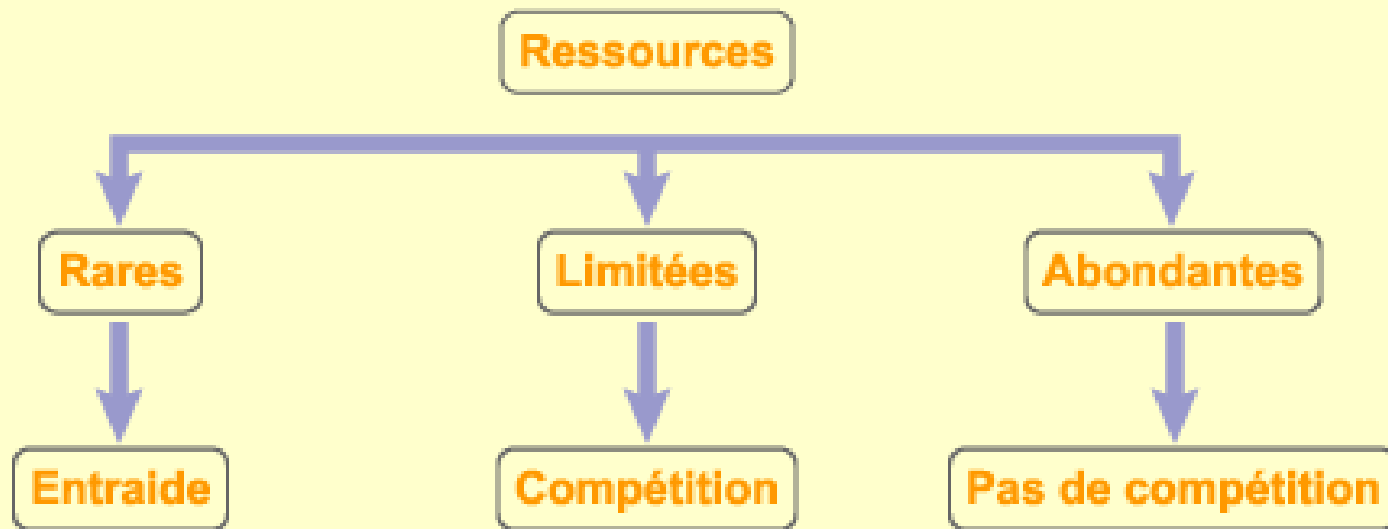 Ressources
Rares
Limitées
Abondantes
Entraide
Compétition
Pas de compétition